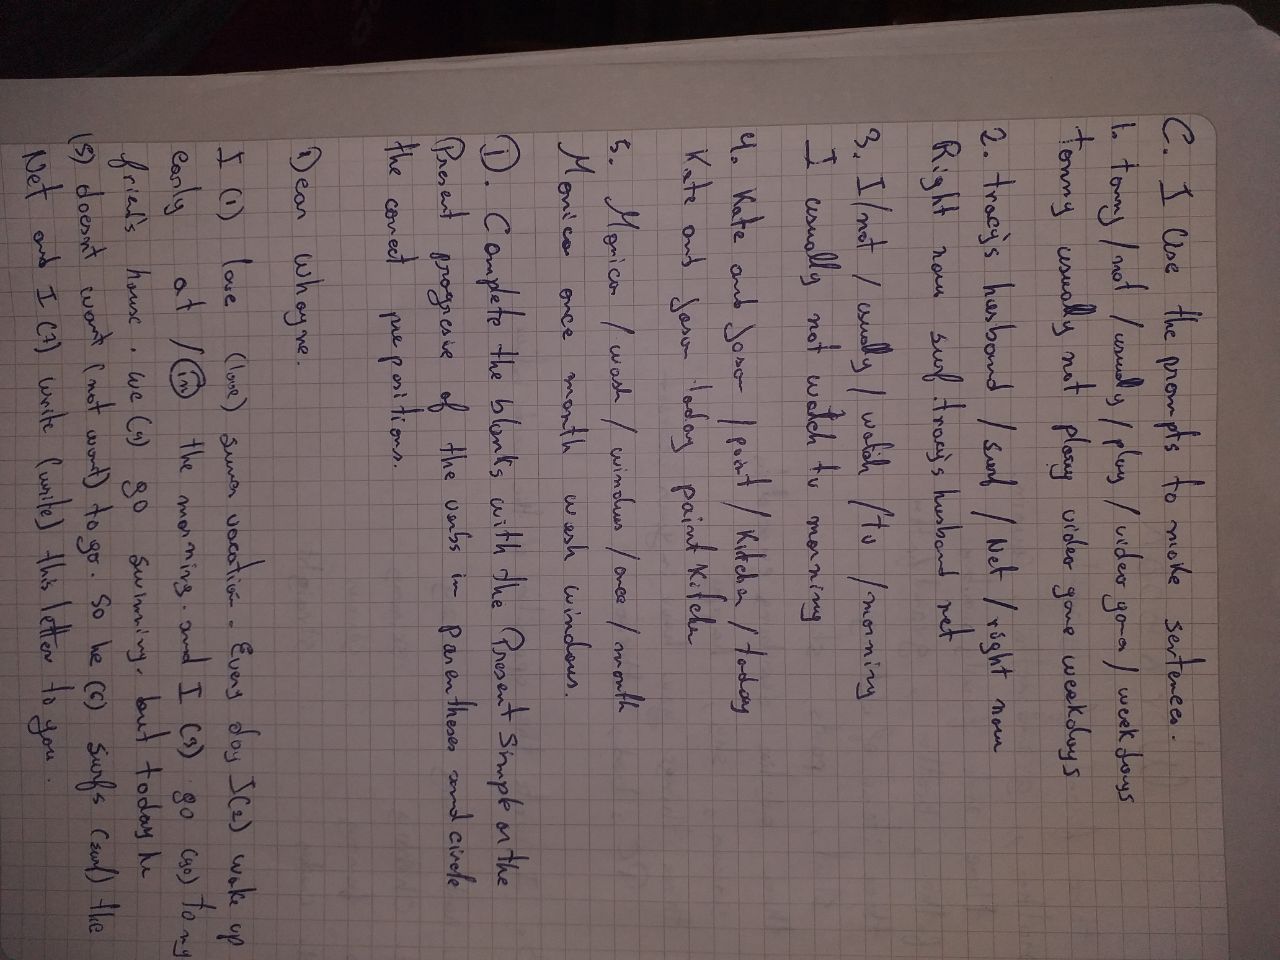 C. I Use the prompts to make sentences.
1. tommy / not / usually / play / video game / weekdays
tommy usually not play video game weekdays
2. tracy's husband / surf / Net / right now
Right now surf tracy's husband net
3. I / not / usually / watch / tv / morning
I usually not watch tv morning
4. Kate and Jason / paint / Kitchen / today
Kate and Jason today paint Kitchen
5. Monica / wash / windows / once / month
Monica once month wash windows.
D. Complete the blanks with the Present Simple or the
Present progressive of the verbs in parentheses and circle
the correct prepositions.
Dear Whayne.
I (1) love (love) summer vacation. Every day I (2) wake up
early at / in the morning. and I (3) go (go) to my
friend's house. we (4) go swimming. but today he
(5) doesn't want (not want) to go. So he (6) surfs (surf) the
Net and I (7) write (write) this letter to you.